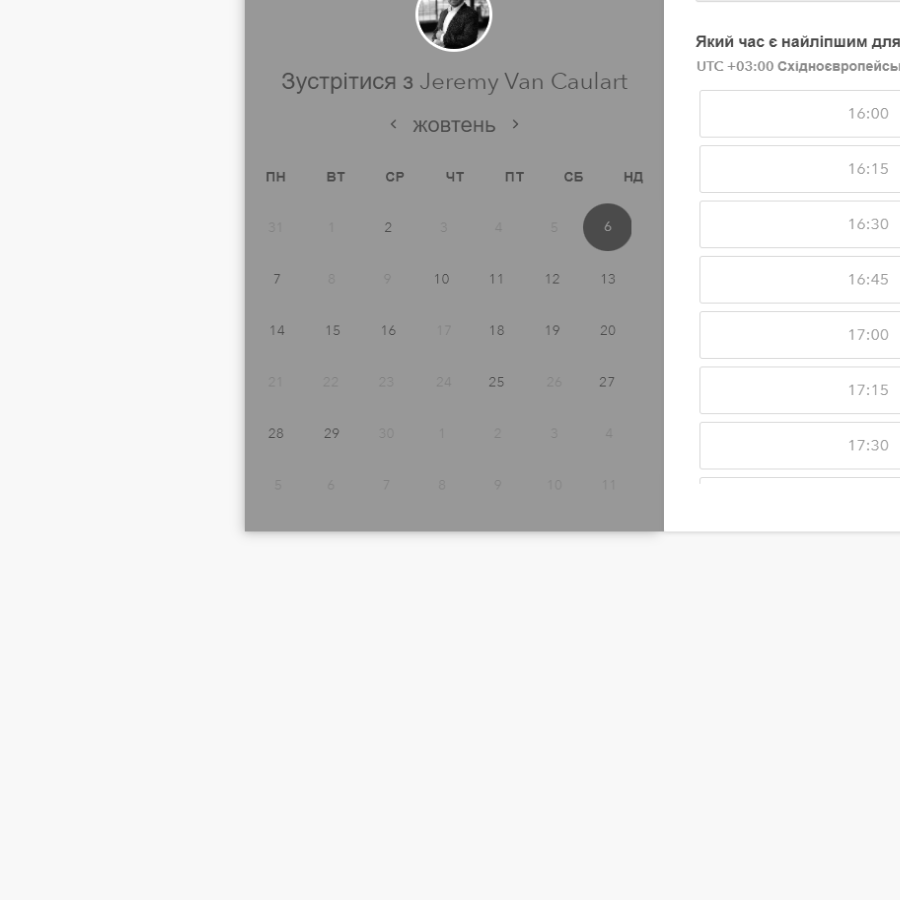 Зустрітися з Jeremy Van Caulart
жовтень
ПН ВТ СР ЧТ ПТ СБ НД
31 1 2 3 4 5 6
7 8 9 10 11 12 13
14 15 16 17 18 19 20
21 22 23 24 25 26 27
28 29 30 1 2 3 4
5 6 7 8 9 10 11
Який час є найліпшим для
UTC +03:00 Східноєвропейсь
16:00
16:15
16:30
16:45
17:00
17:15
17:30